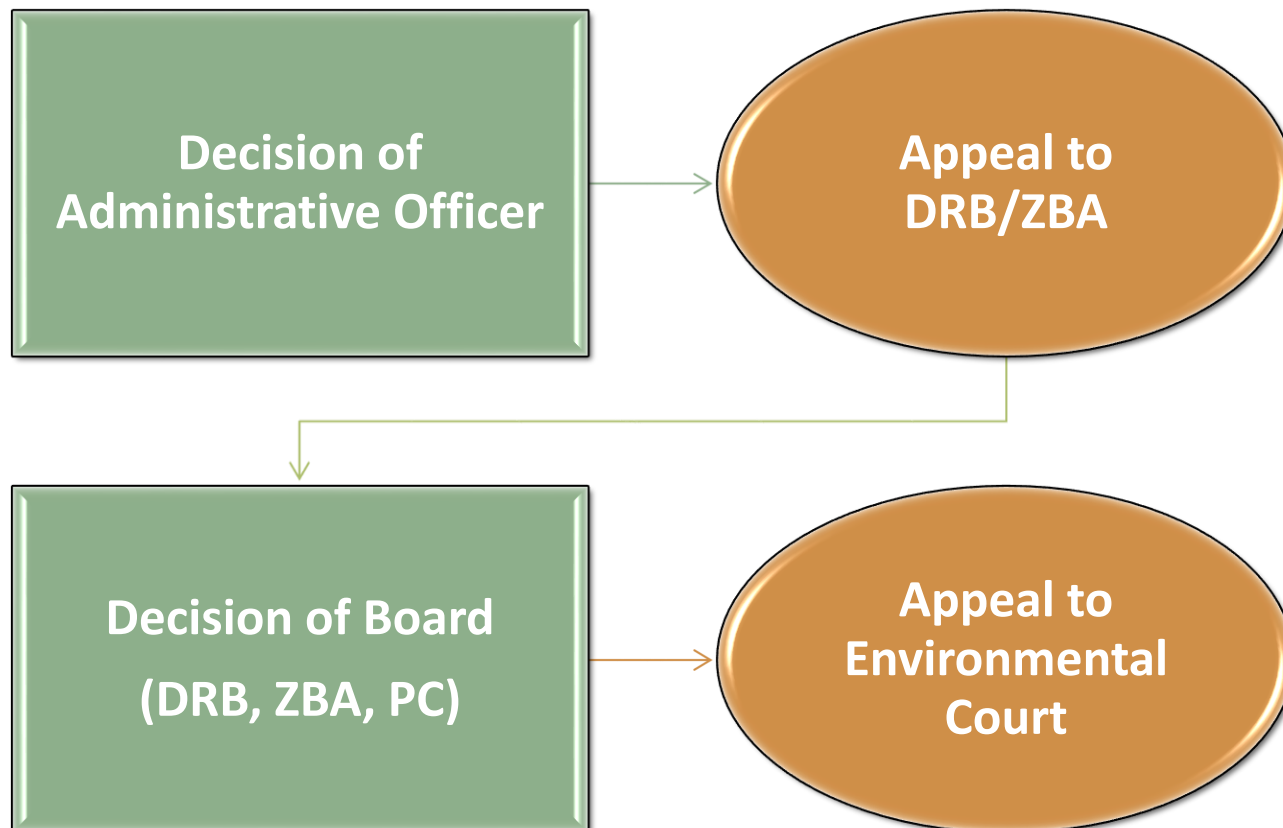 Decision of
Administrative Officer
Appeal to
DRB/ZBA
Decision of Board
(DRB, ZBA, PC)
Appeal to
Environmental
Court